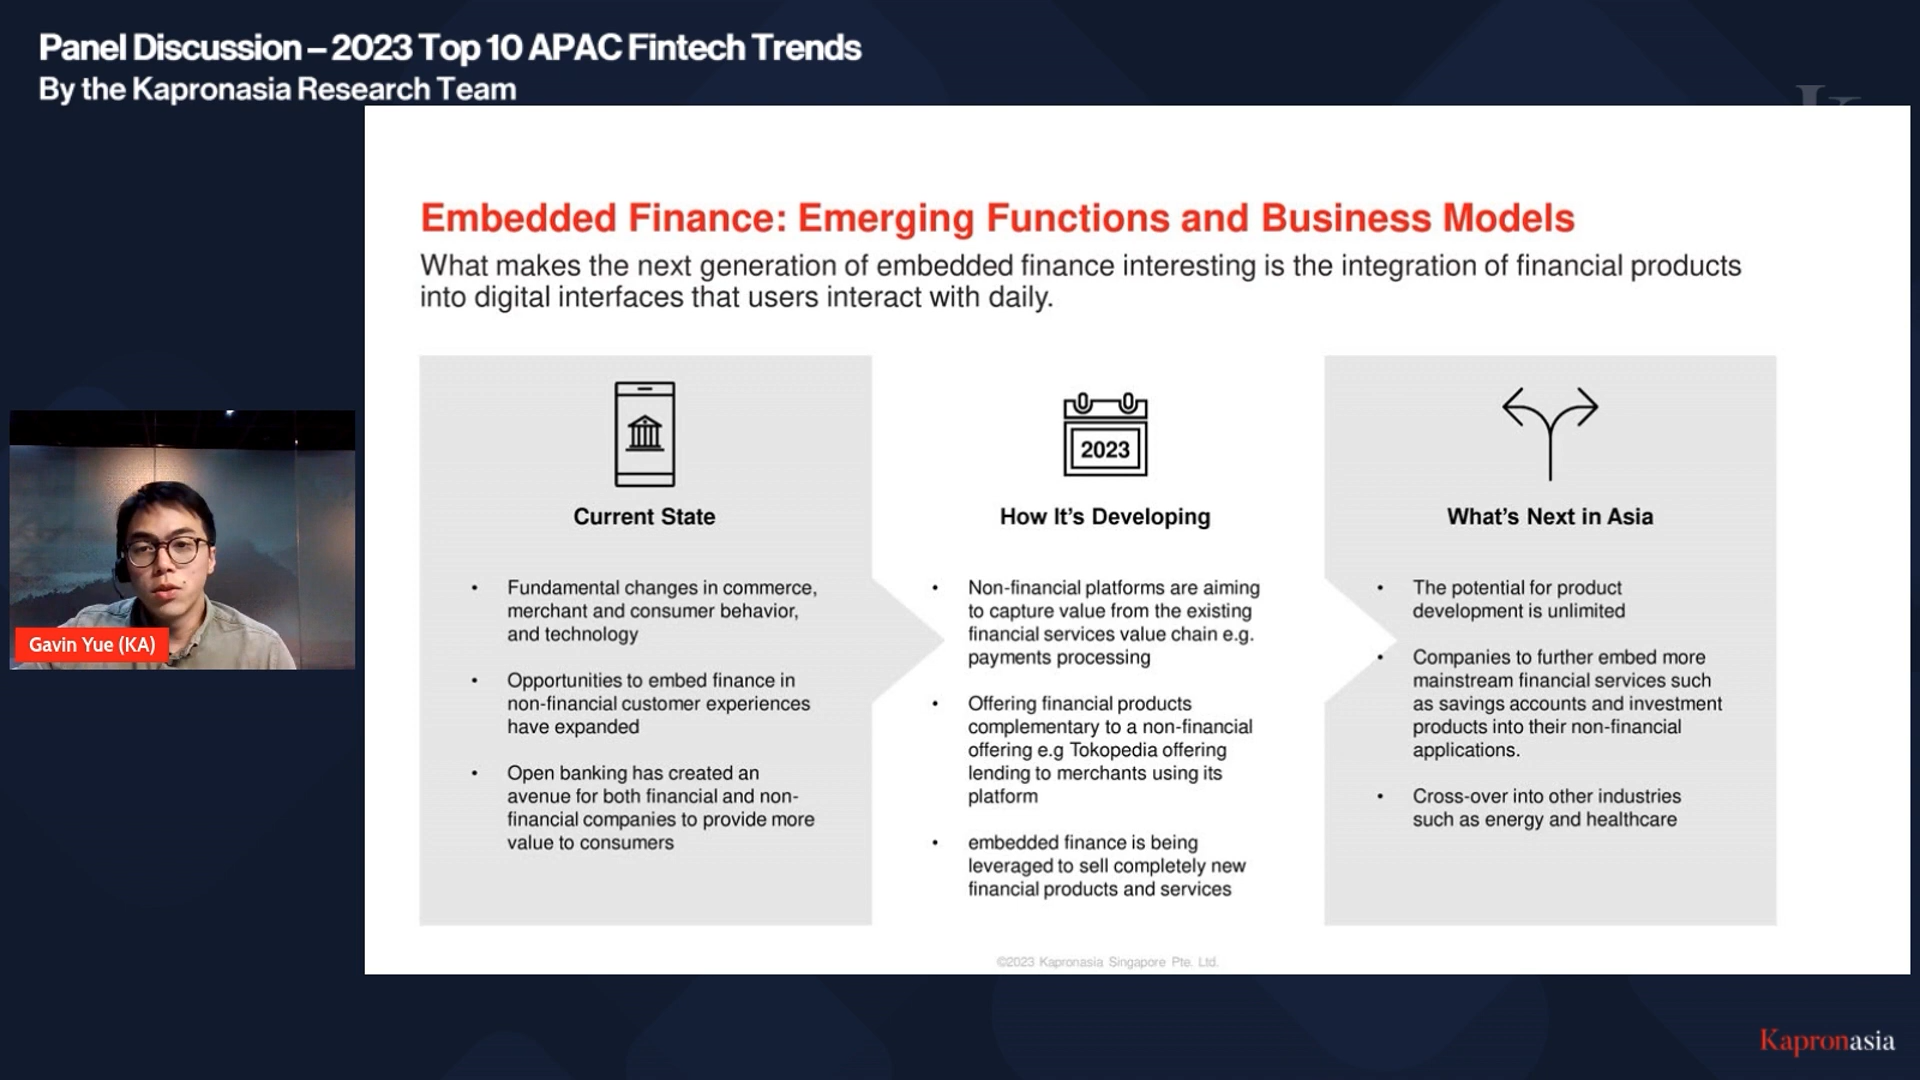 Panel Discussion – 2023 Top 10 APAC Fintech Trends
By the Kapronasia Research Team
K
Embedded Finance: Emerging Functions and Business Models
What makes the next generation of embedded finance interesting is the integration of financial products
into digital interfaces that users interact with daily.
Current State
• Fundamental changes in commerce,
merchant and consumer behavior,
and technology
• Opportunities to embed finance in
non-financial customer experiences
have expanded
• Open banking has created an
avenue for both financial and non-
financial companies to provide more
value to consumers
2023
How It’s Developing
• Non-financial platforms are aiming
to capture value from the existing
financial services value chain e.g.
payments processing
• Offering financial products
complementary to a non-financial
offering e.g Tokopedia offering
lending to merchants using its
platform
• embedded finance is being
leveraged to sell completely new
financial products and services
What’s Next in Asia
• The potential for product
development is unlimited
• Companies to further embed more
mainstream financial services such
as savings accounts and investment
products into their non-financial
applications.
• Cross-over into other industries
such as energy and healthcare
Gavin Yue (KA)
©2023 Kapronasia Singapore Pte. Ltd.
Kapronasia